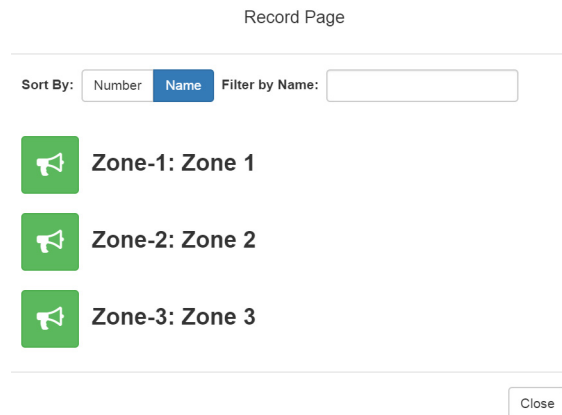 Record Page
Sort By: Number Name Filter by Name:
Zone-1: Zone 1
Zone-2: Zone 2
Zone-3: Zone 3
Close